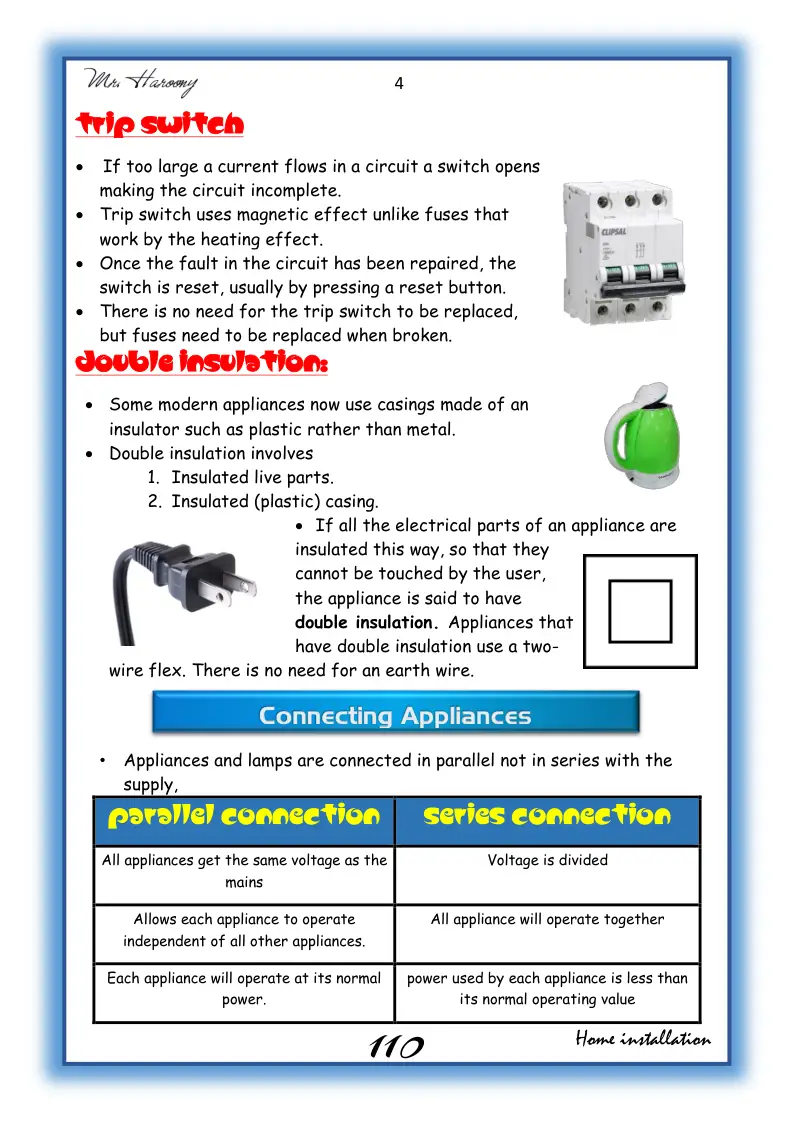 Mr. Haroony
4
trip switch
• If too large a current flows in a circuit a switch opens
making the circuit incomplete.
• Trip switch uses magnetic effect unlike fuses that
work by the heating effect.
• Once the fault in the circuit has been repaired, the
switch is reset, usually by pressing a reset button.
• There is no need for the trip switch to be replaced,
but fuses need to be replaced when broken.
CLIPSAL
double insulation:
• Some modern appliances now use casings made of an
insulator such as plastic rather than metal.
• Double insulation involves
1. Insulated live parts.
2. Insulated (plastic) casing.
• If all the electrical parts of an appliance are
insulated this way, so that they
cannot be touched by the user,
the appliance is said to have
double insulation. Appliances that
have double insulation use a two-
wire flex. There is no need for an earth wire.
Connecting Appliances
• Appliances and lamps are connected in parallel not in series with the
supply,
parallel connection
series connection
All appliances get the same voltage as the
mains
Voltage is divided
Allows each appliance to operate
independent of all other appliances.
All appliance will operate together
Each appliance will operate at its normal
power.
power used by each appliance is less than
its normal operating value
110
Home installation